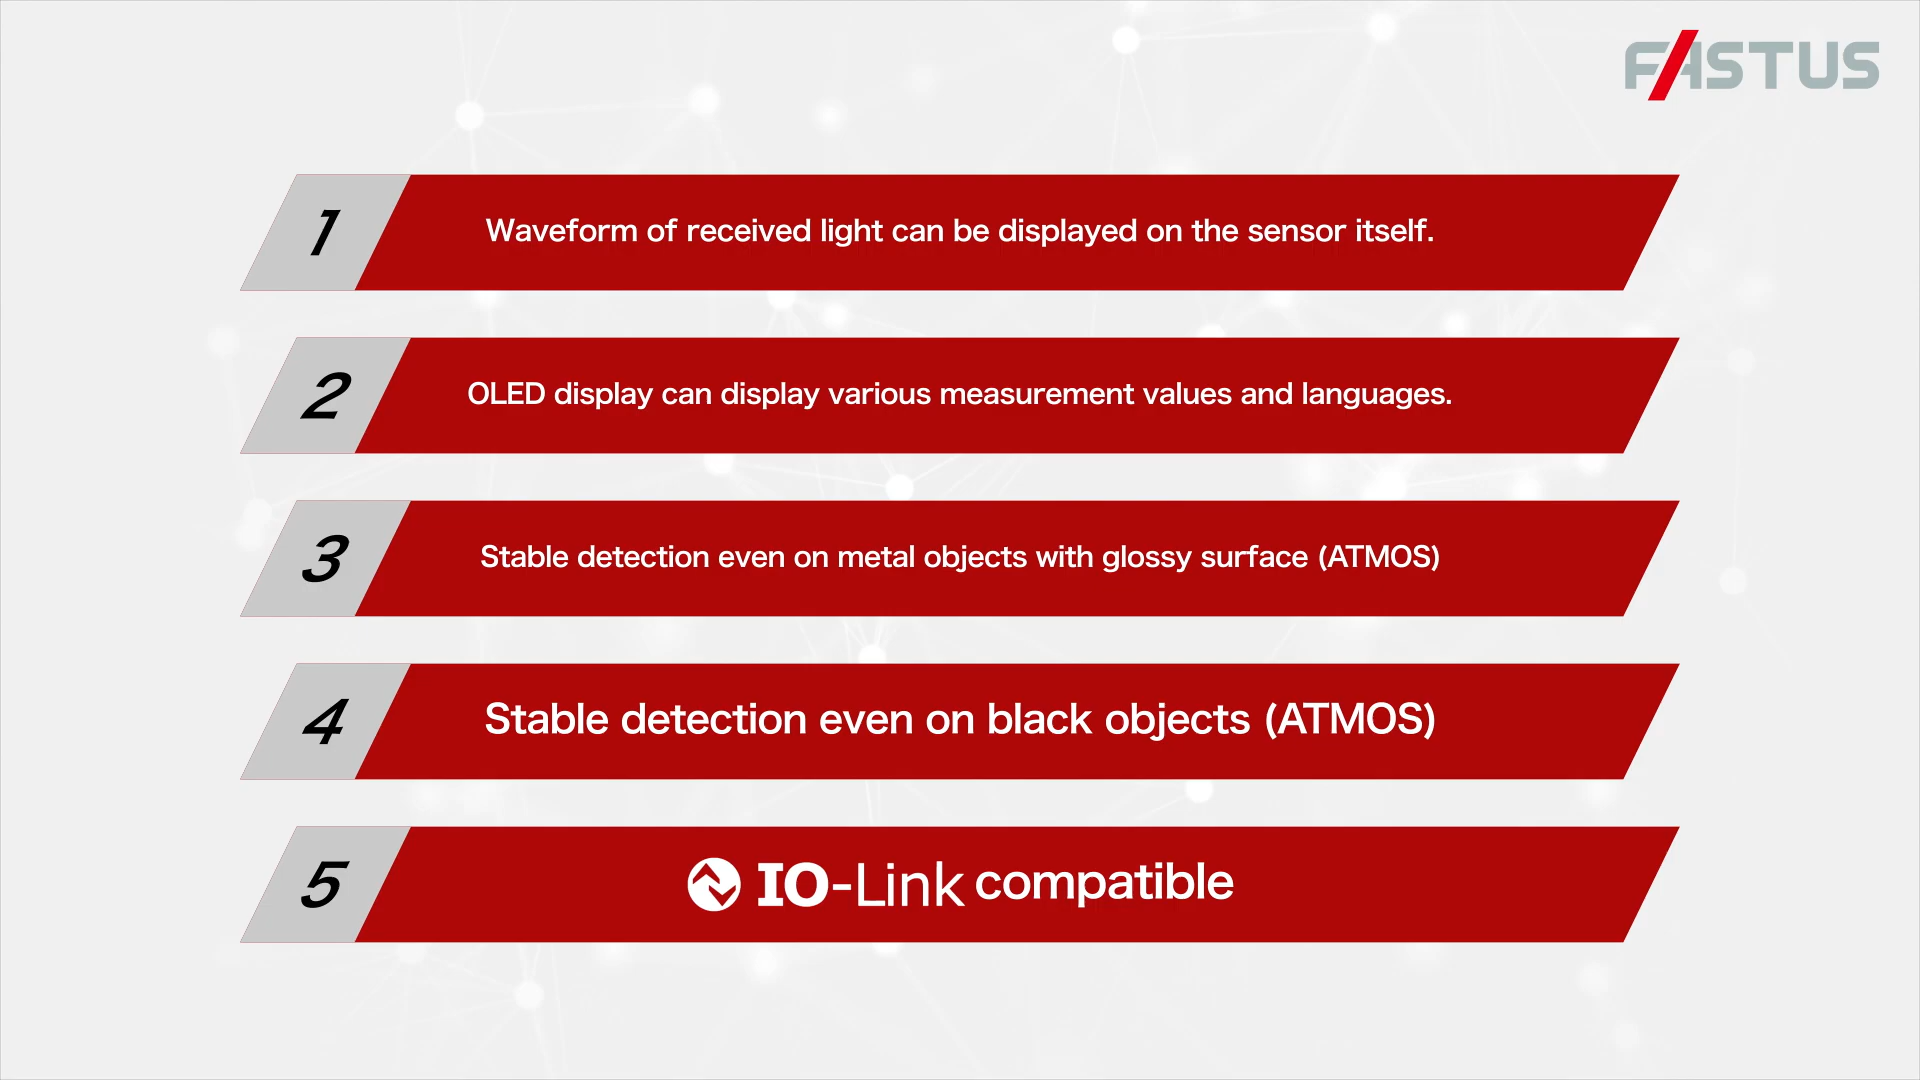 FASTUS
1
Waveform of received light can be displayed on the sensor itself.
2
OLED display can display various measurement values and languages.
3
Stable detection even on metal objects with glossy surface (ATMOS)
4
Stable detection even on black objects (ATMOS)
5
IO-Link compatible